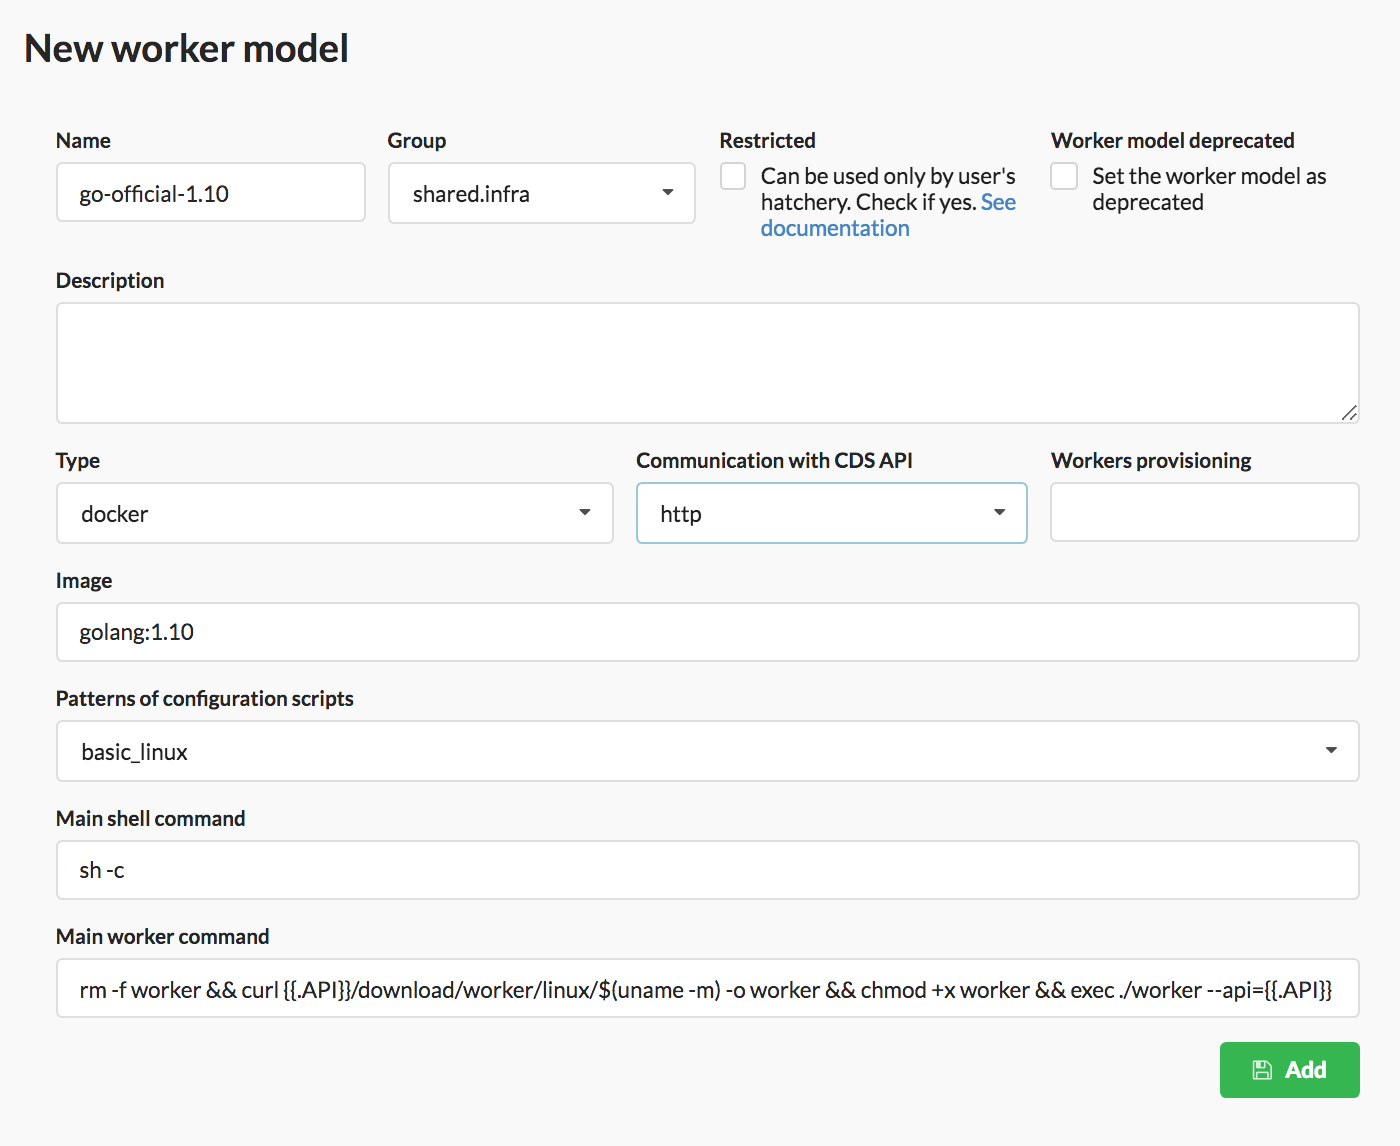 New worker model
Name
Group
Restricted
Worker model deprecated
go-official-1.10
shared.infra
Can be used only by user's
hatchery. Check if yes. See
documentation
Set the worker model as
deprecated
Description
Type
Communication with CDS API
Workers provisioning
docker
http
Image
golang:1.10
Patterns of configuration scripts
basic_linux
Main shell command
sh -c
Main worker command
rm -f worker && curl {{.API}}/download/worker/linux/$(uname -m) -o worker && chmod +x worker && exec ./worker --api={{.API}}
Add